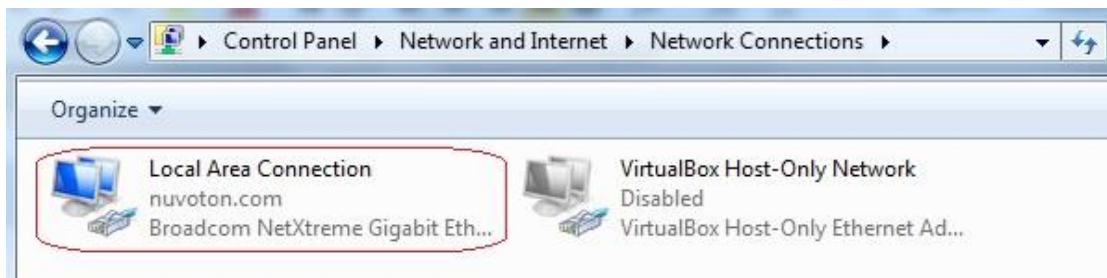 Control Panel ▸ Network and Internet ▸ Network Connections ▸
Organize ▾
Local Area Connection
nuvoton.com
Broadcom NetXtreme Gigabit Eth...
VirtualBox Host-Only Network
Disabled
VirtualBox Host-Only Ethernet Ad...